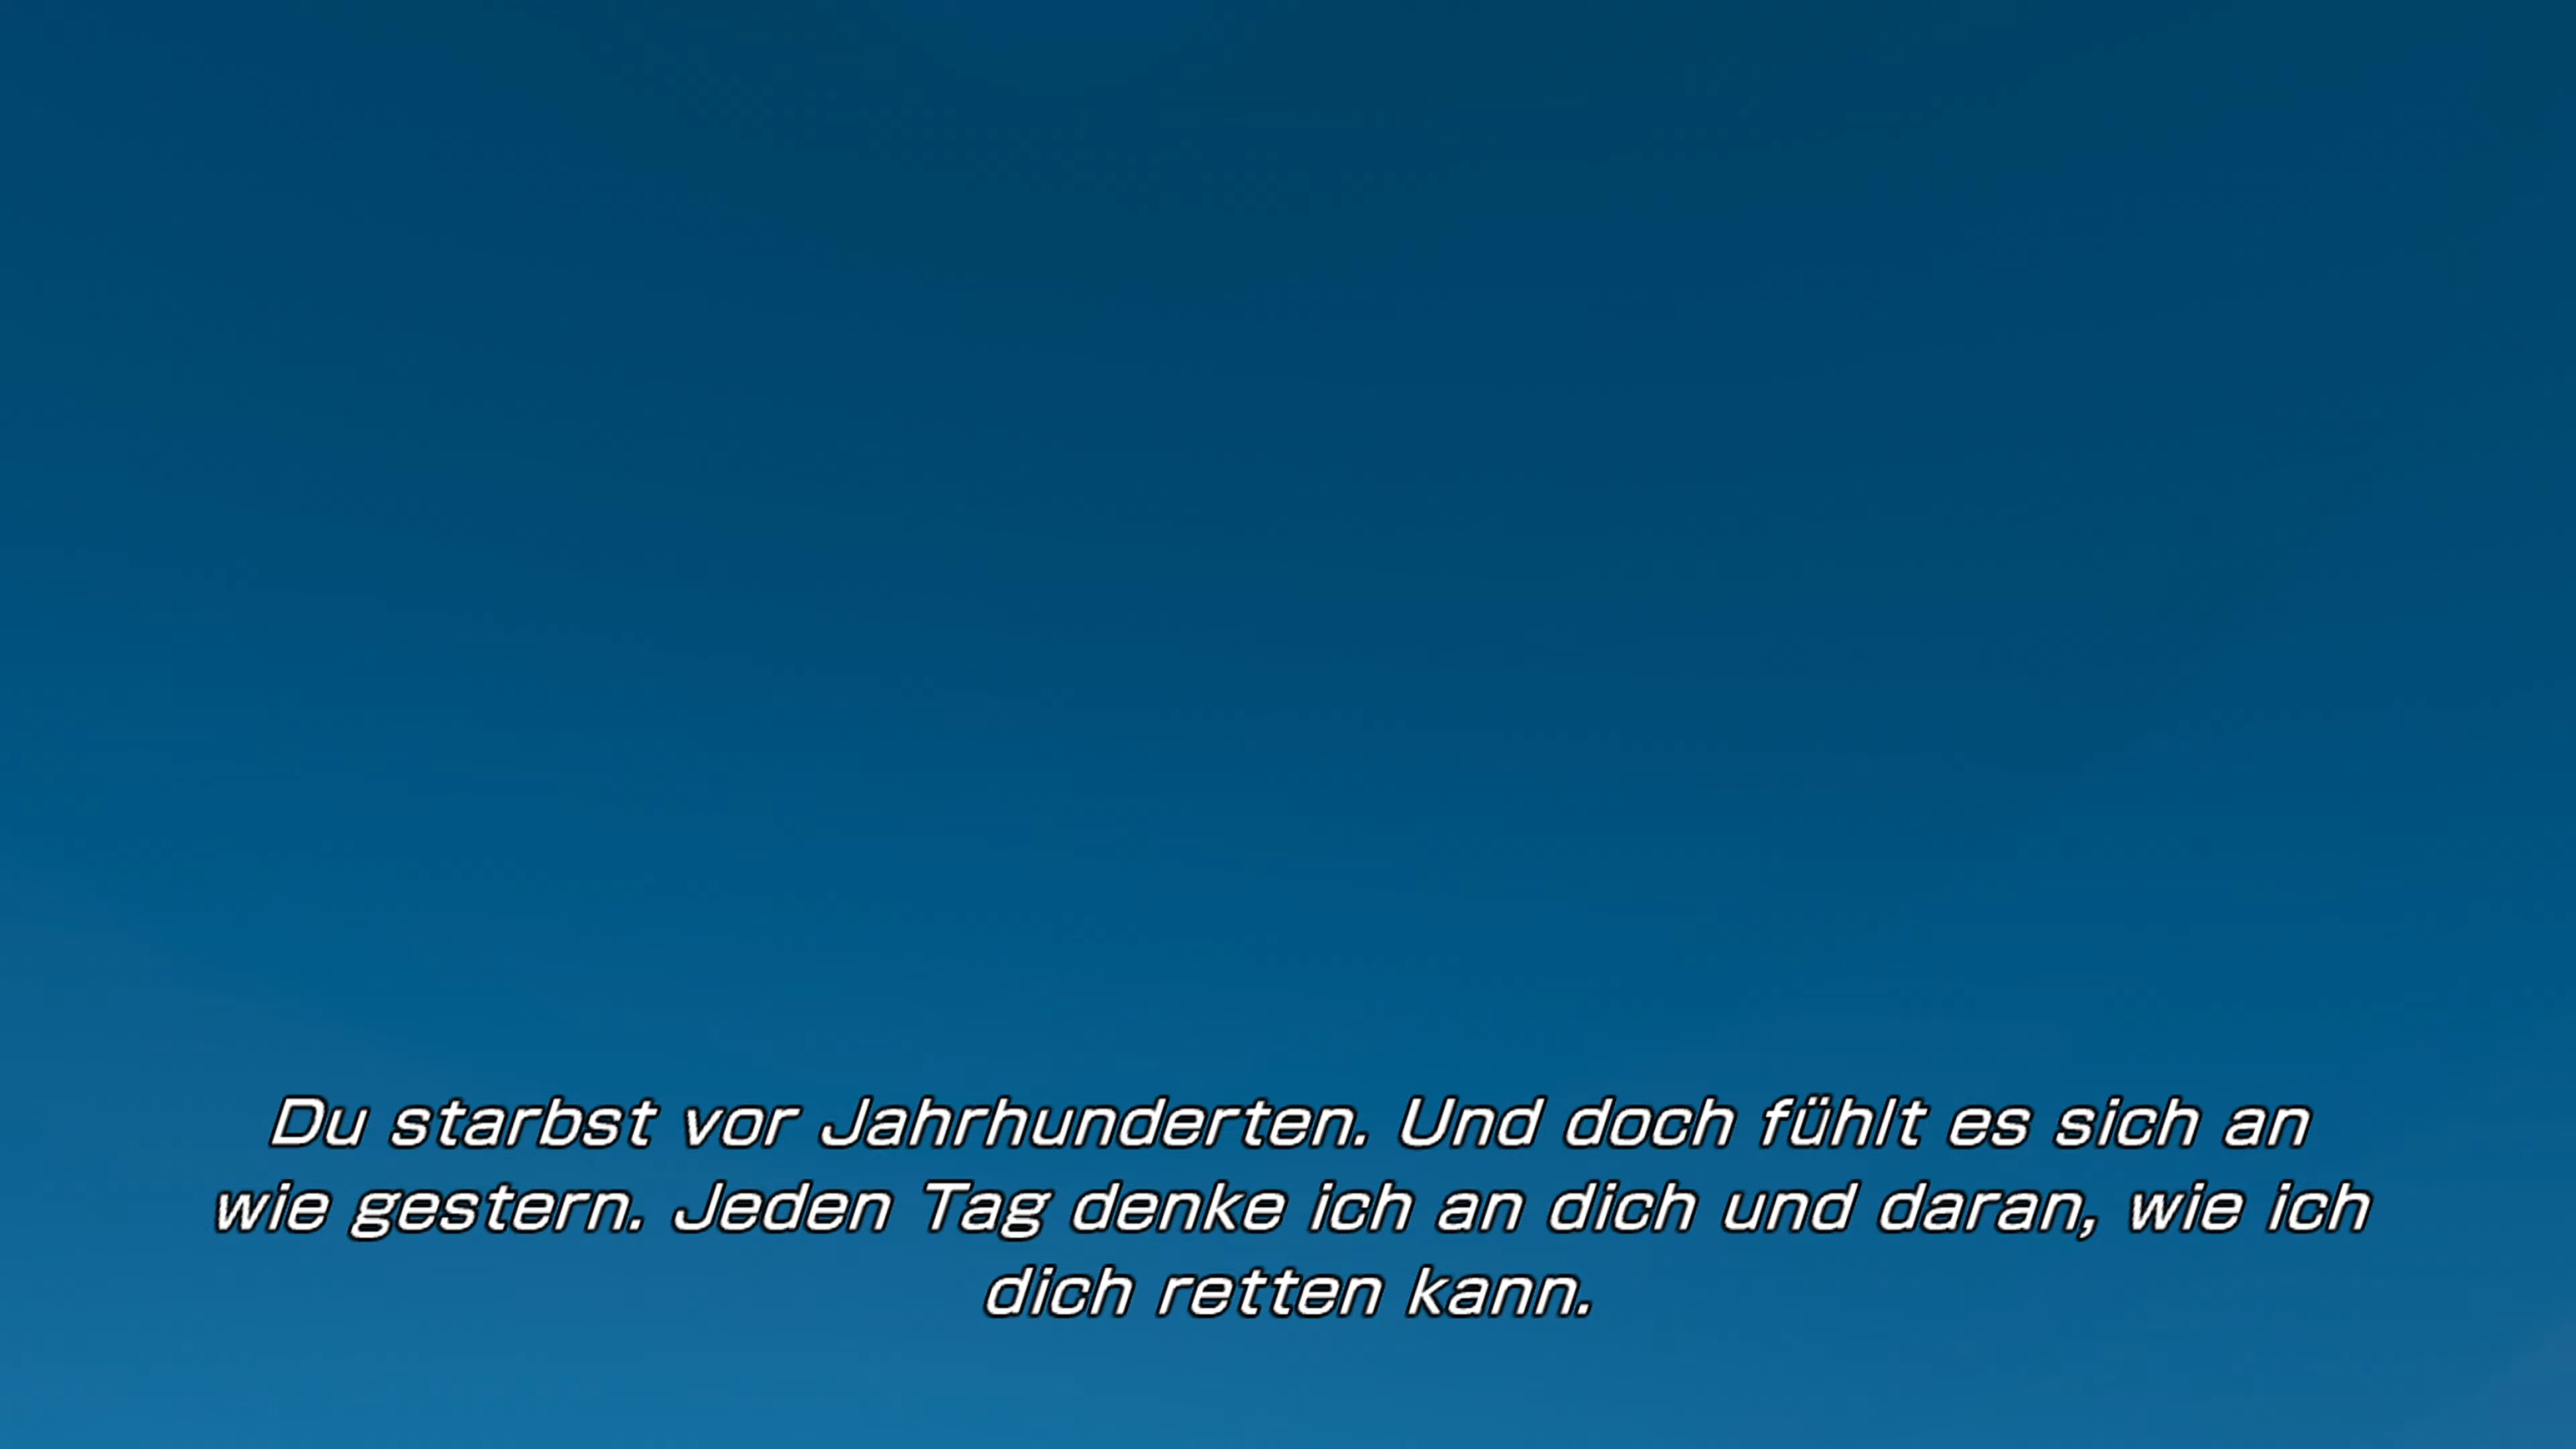 Du starbst vor Jahrhunderten. Und doch fühlt es sich an
wie gestern. Jeden Tag denke ich an dich und daran, wie ich
dich retten kann.